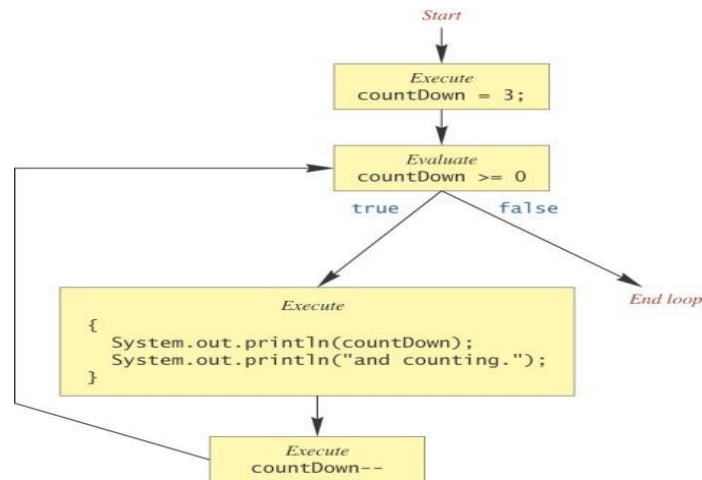 Start
Execute
countDown = 3;
Evaluate
countDown >= 0
true
false
End loop
Execute
{
System.out.println(countDown);
System.out.println("and counting.");
}
Execute
countDown--